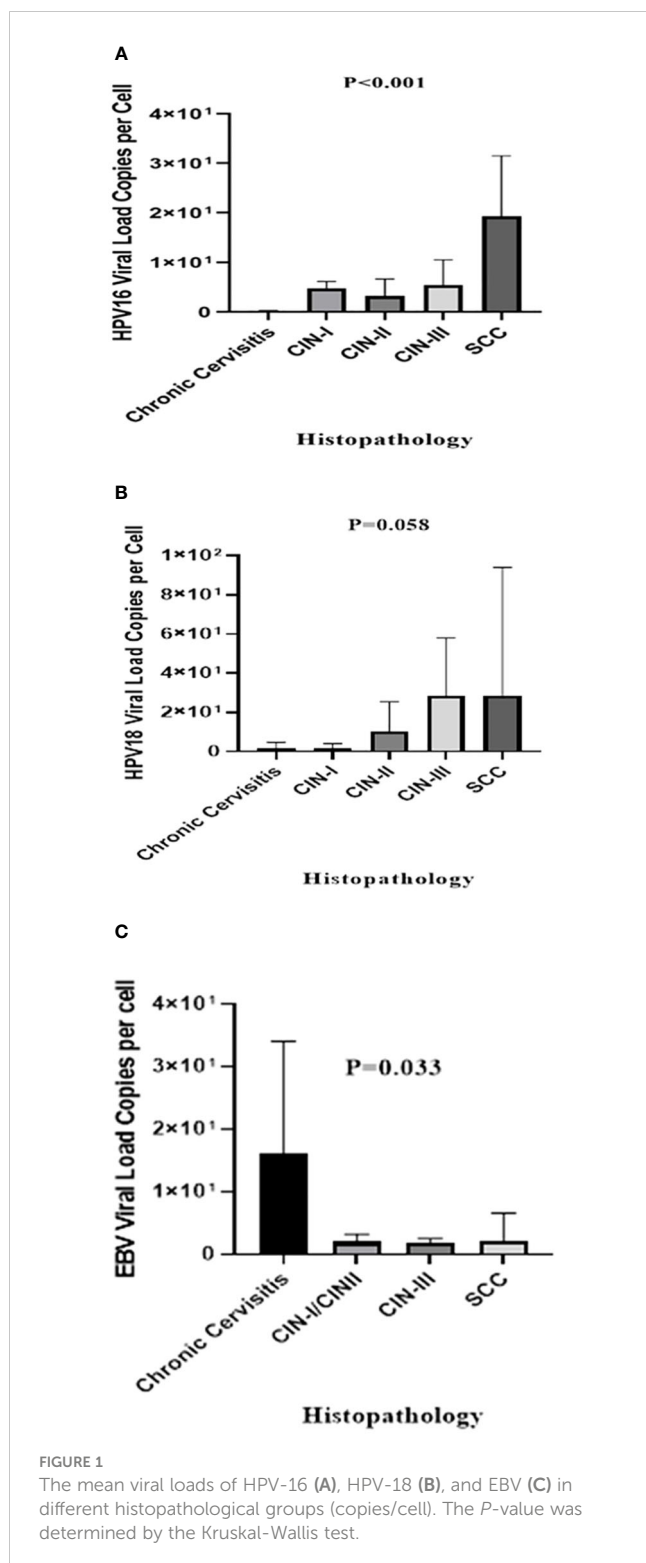 A
P<0.001
HPV16 Viral Load Copies per Cell
4×10¹
3×10¹
2×10¹
1×10¹
0
Chronic Cervisitis
CIN-I
CIN-II
CIN-III
SCC
Histopathology
B
P=0.058
HPV18 Viral Load Copies per Cell
1×10²
8×10¹
6×10¹
4×10¹
2×10¹
0
Chronic Cervisitis
CIN-I
CIN-II
CIN-III
SCC
Histopathology
C
P=0.033
EBV Viral Load Copies per cell
4×10¹
3×10¹
2×10¹
1×10¹
0
Chronic Cervisitis
CIN-I/CINII
CIN-III
SCC
Histopathology
FIGURE 1
The mean viral loads of HPV-16 (A), HPV-18 (B), and EBV (C) in
different histopathological groups (copies/cell). The P-value was
determined by the Kruskal-Wallis test.